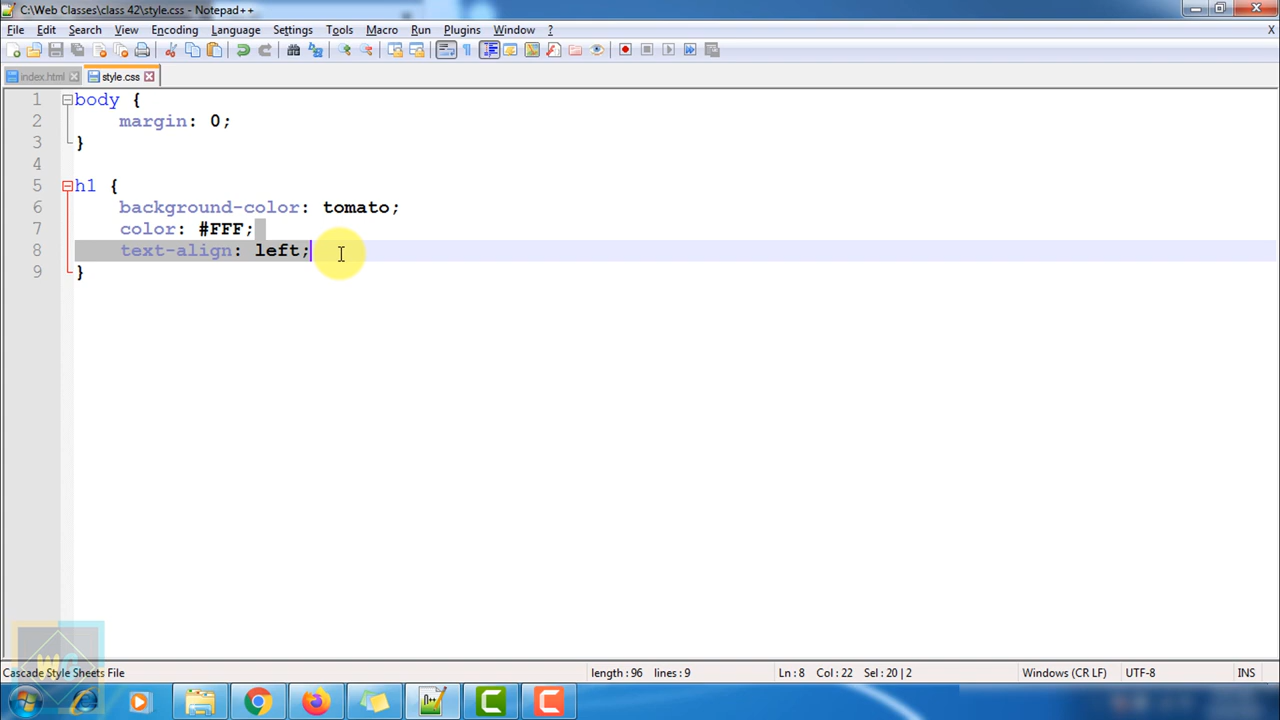 C:\Web Classes\class 42\style.css - Notepad++
File Edit Search View Encoding Language Settings Tools Macro Run Plugins Window ? X
index.html style.css
1 body {
2 margin: 0;
3 }
4
5 h1 {
6 background-color: tomato;
7 color: #FFF;
8 text-align: left;
9 }
Cascade Style Sheets File length : 96 lines : 9 Ln : 8 Col : 22 Sel : 20 | 2 Windows (CR LF) UTF-8 INS